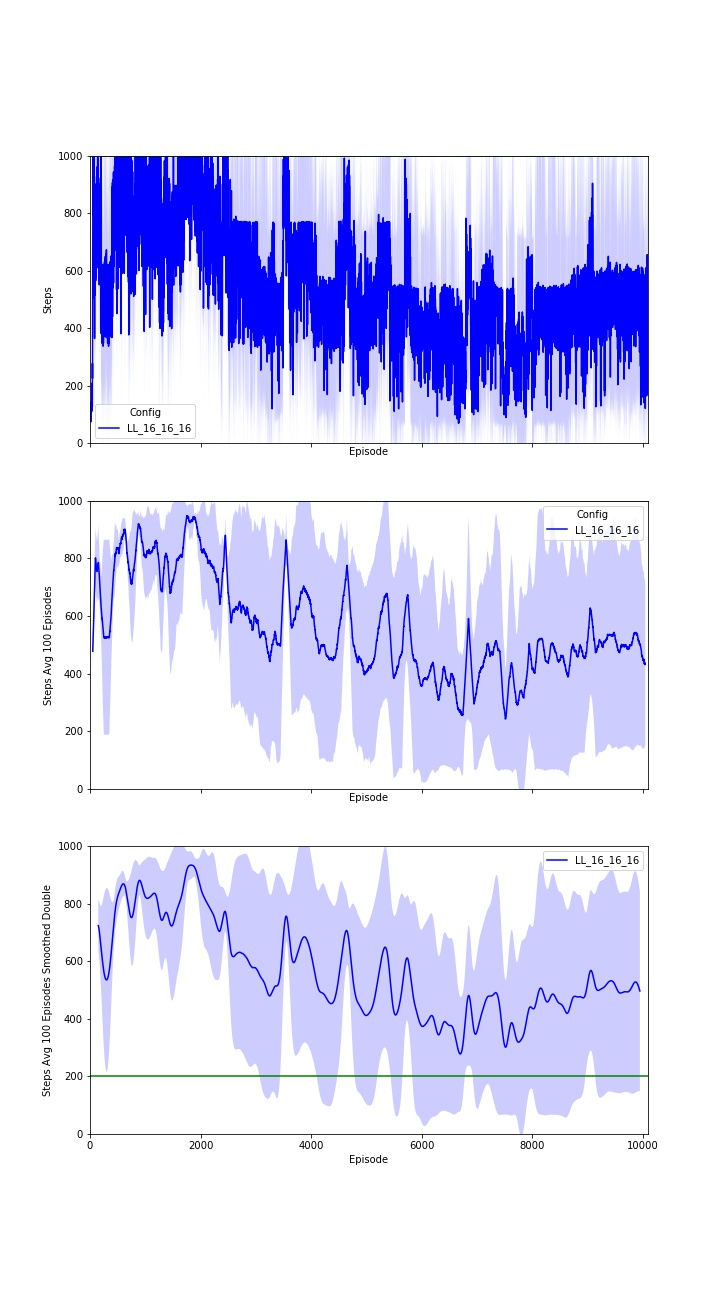 1000
800
600
400
200
0
Steps
Config
LL_16_16_16
Episode
1000
800
600
400
200
0
Steps Avg 100 Episodes
Config
LL_16_16_16
Episode
1000
800
600
400
200
0
Steps Avg 100 Episodes Smoothed Double
LL_16_16_16
0 2000 4000 6000 8000 10000
Episode